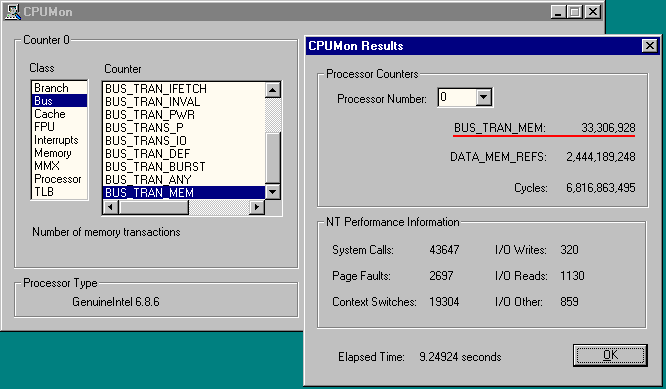 CPUMon
Counter 0
Class
Counter
Branch
Bus
Cache
FPU
Interrupts
Memory
MMX
Processor
TLB
BUS_TRAN_IFETCH
BUS_TRAN_INVAL
BUS_TRAN_PWR
BUS_TRANS_P
BUS_TRANS_IO
BUS_TRAN_DEF
BUS_TRAN_BURST
BUS_TRAN_ANY
BUS_TRAN_MEM
Number of memory transactions
Processor Type
GenuineIntel 6.8.6
CPUMon Results
Processor Counters
Processor Number: 0
BUS_TRAN_MEM: 33,306,928
DATA_MEM_REFS: 2,444,189,248
Cycles: 6,816,863,495
NT Performance Information
System Calls: 43647 I/O Writes: 320
Page Faults: 2697 I/O Reads: 1130
Context Switches: 19304 I/O Other: 859
Elapsed Time: 9.24924 seconds
OK